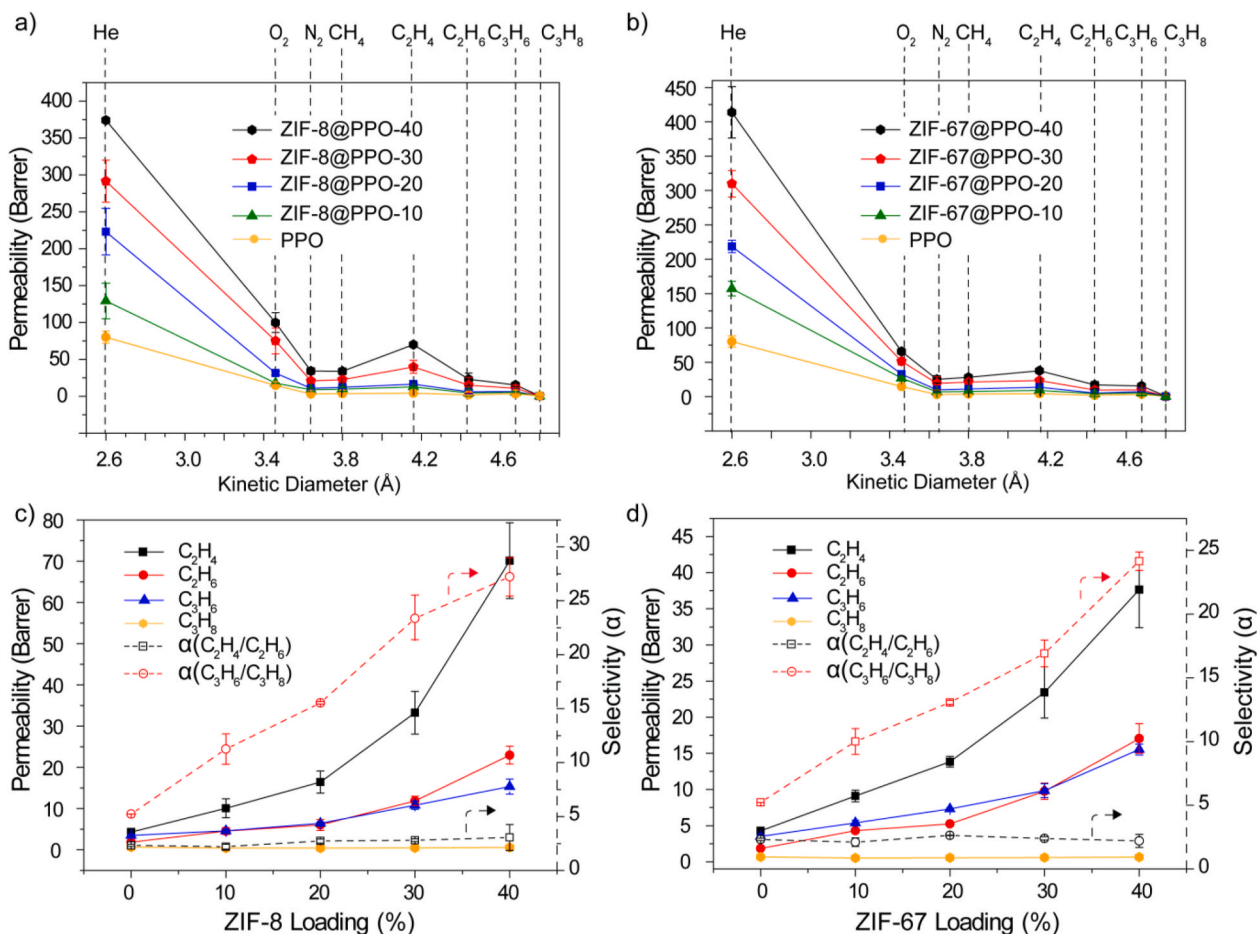 a)
He O₂ N₂ CH₄ C₂H₄ C₂H₆ C₃H₆ C₃H₈
Permeability (Barrer)
400
350
300
250
200
150
100
50
0
ZIF-8@PPO-40
ZIF-8@PPO-30
ZIF-8@PPO-20
ZIF-8@PPO-10
PPO
2.6 3.0 3.4 3.8 4.2 4.6
Kinetic Diameter (Å)
b)
He O₂ N₂ CH₄ C₂H₄ C₂H₆ C₃H₆ C₃H₈
Permeability (Barrer)
450
400
350
300
250
200
150
100
50
0
ZIF-67@PPO-40
ZIF-67@PPO-30
ZIF-67@PPO-20
ZIF-67@PPO-10
PPO
2.6 3.0 3.4 3.8 4.2 4.6
Kinetic Diameter (Å)
c)
Permeability (Barrer)
80
70
60
50
40
30
20
10
0
C₂H₄
C₂H₆
C₃H₆
C₃H₈
α(C₂H₄/C₂H₆)
α(C₃H₆/C₃H₈)
30
25
20
15
10
5
0
Selectivity (α)
0 10 20 30 40
ZIF-8 Loading (%)
d)
Permeability (Barrer)
45
40
35
30
25
20
15
10
5
0
C₂H₄
C₂H₆
C₃H₆
C₃H₈
α(C₂H₄/C₂H₆)
α(C₃H₆/C₃H₈)
25
20
15
10
5
0
Selectivity (α)
0 10 20 30 40
ZIF-67 Loading (%)